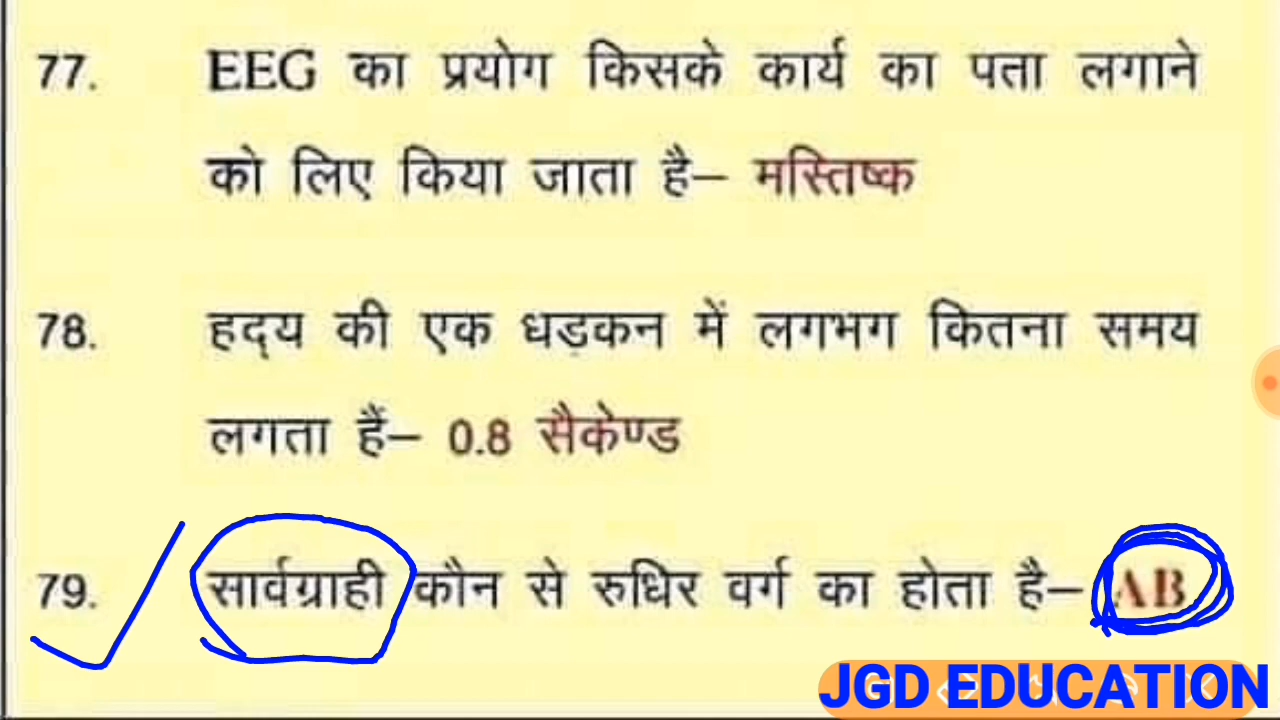 77. EEG का प्रयोग किसके कार्य का पता लगाने
को लिए किया जाता है– मस्तिष्क
78. हद्य की एक धड़कन में लगभग कितना समय
लगता हैं– 0.8 सैकेण्ड
79. सार्वग्राही कौन से रुधिर वर्ग का होता है– AB
JGD EDUCATION